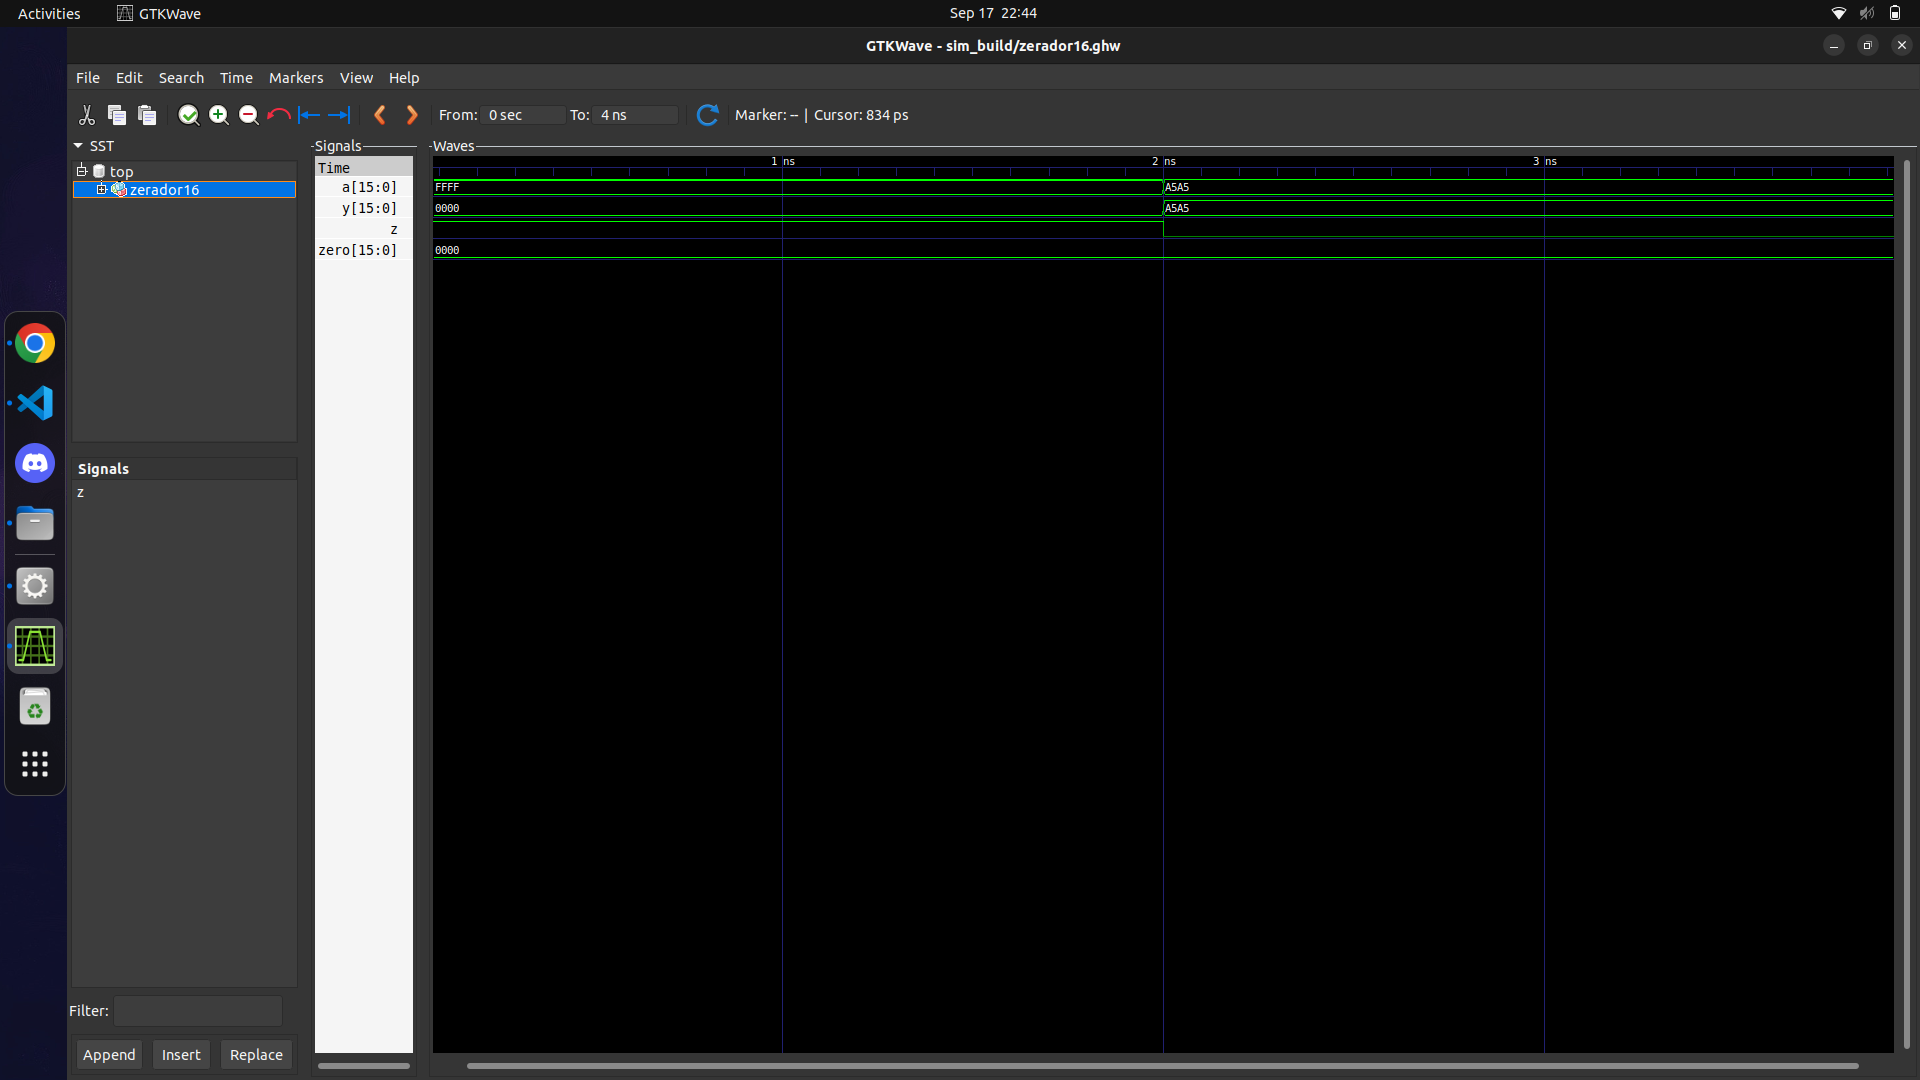 Activities GTKWave Sep 17 22:44
GTKWave - sim_build/zerador16.ghw
File Edit Search Time Markers View Help
From: 0 sec To: 4 ns Marker: -- | Cursor: 834 ps
SST
top
zerador16
Signals
z
Filter:
Append Insert Replace
Signals
Time
a[15:0]
y[15:0]
z
zero[15:0]
Waves
1 ns 2 ns 3 ns
FFFF A5A5
0000 A5A5
0000